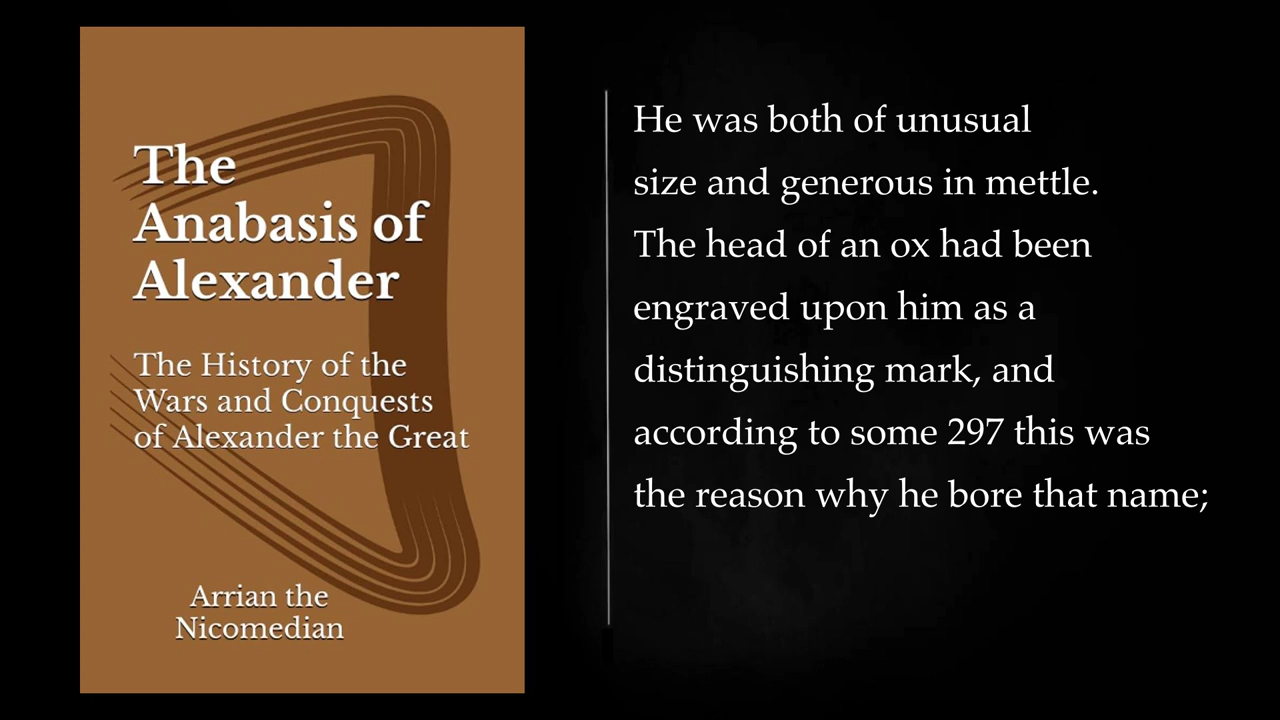 The
Anabasis of
Alexander
The History of the
Wars and Conquests
of Alexander the Great
Arrian the
Nicomedian
He was both of unusual
size and generous in mettle.
The head of an ox had been
engraved upon him as a
distinguishing mark, and
according to some 297 this was
the reason why he bore that name;